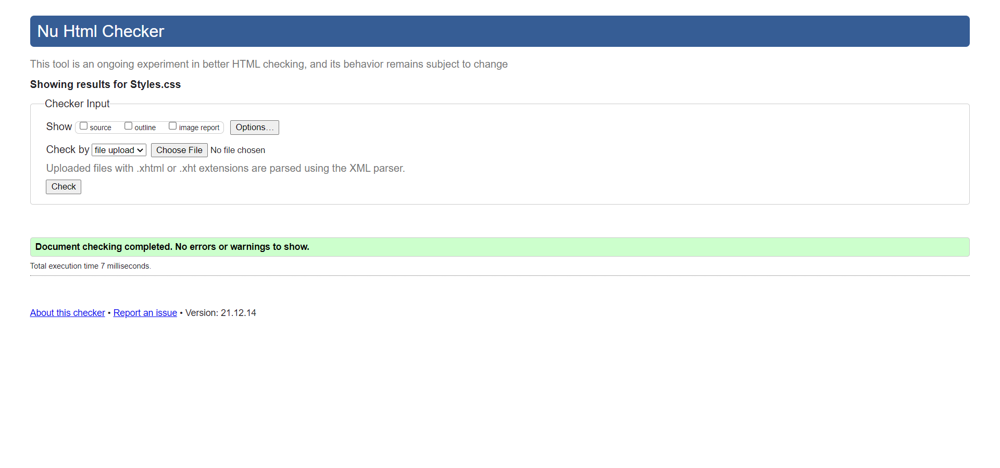 Nu Html Checker
This tool is an ongoing experiment in better HTML checking, and its behavior remains subject to change
Showing results for Styles.css
Checker Input
Show source outline image report Options…
Check by file upload Choose File No file chosen
Uploaded files with .xhtml or .xht extensions are parsed using the XML parser.
Check
Document checking completed. No errors or warnings to show.
Total execution time 7 milliseconds.
About this checker • Report an issue • Version: 21.12.14